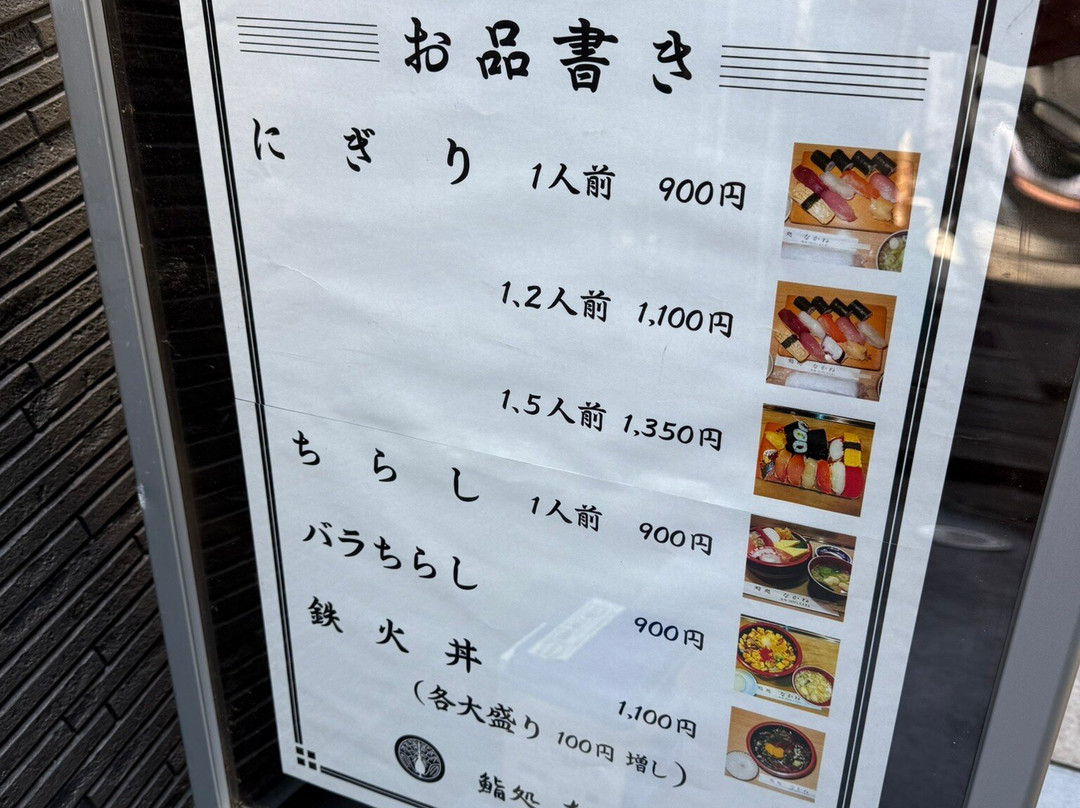 お品書き
にぎり 1人前 900円
1.2人前 1,100円
1.5人前 1,350円
ちらし 1人前 900円
バラちらし 900円
鉄火丼 1,100円
(各大盛り 100円 増し)
鮨処